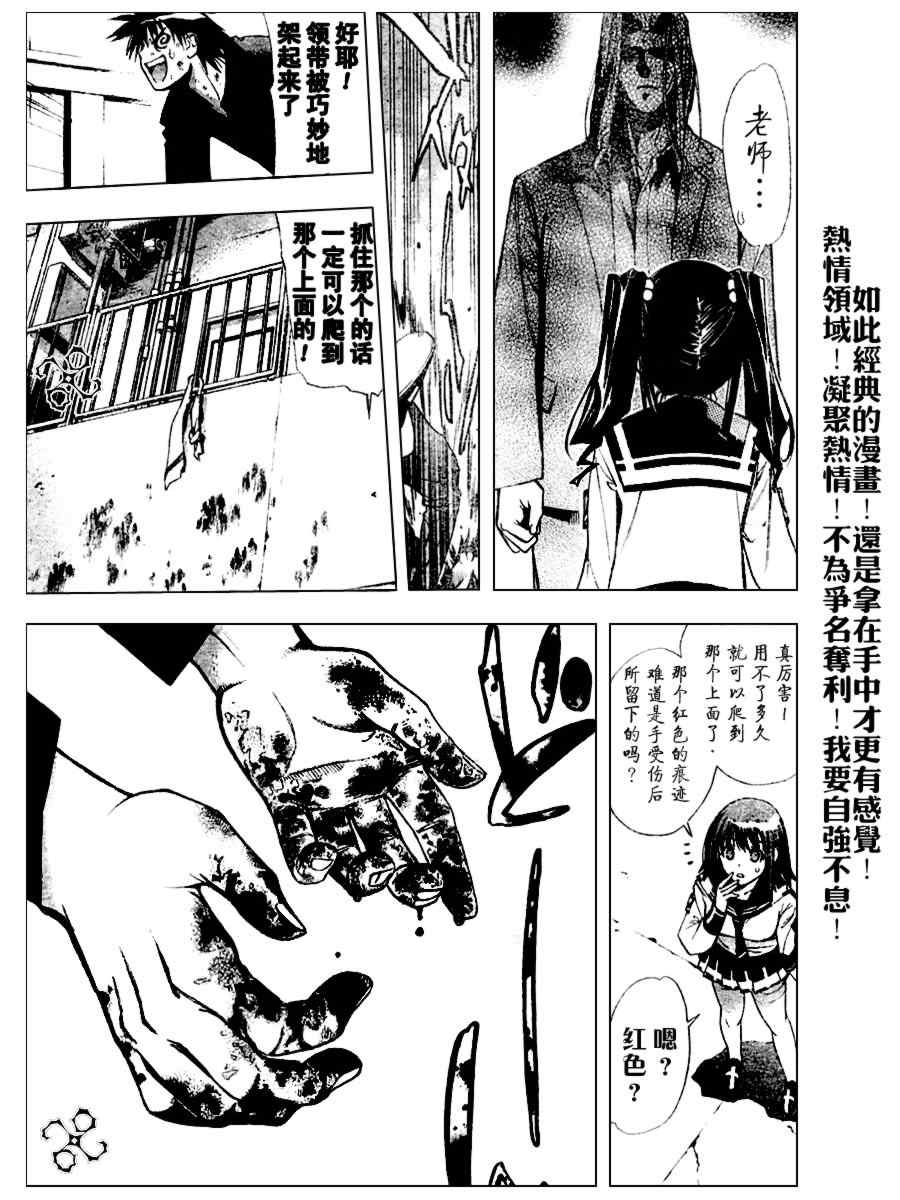 老师…
好耶！
领带被巧妙地
架起来了
抓住那个的话
一定可以爬到
那个上面的！
真厉害！
用不了多久
就可以爬到
那个上面了．
那个红色的痕迹
难道是手受伤后
所留下的吗？
嗯？
红色？
如此經典的漫畫！還是拿在手中才更有感覺！
熱情領域！凝聚熱情！不為爭名奪利！我要自強不息！